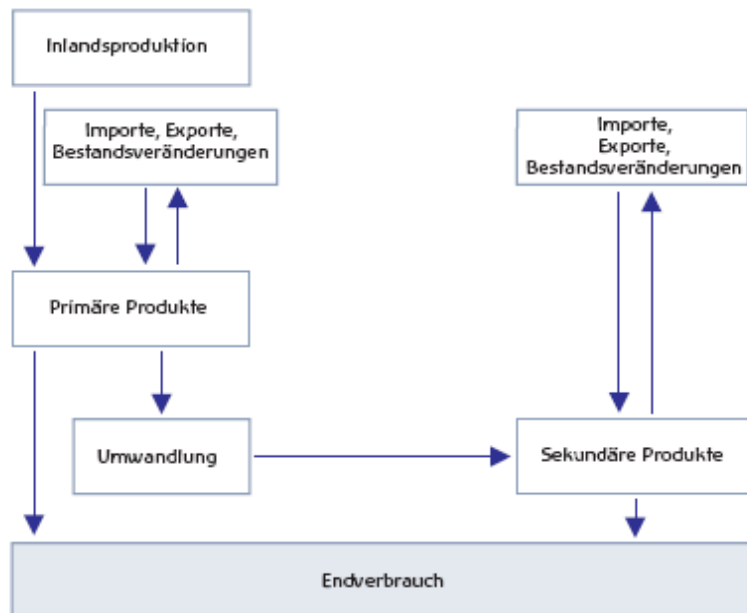 Inlandsproduktion
Importe, Exporte,
Bestandsveränderungen
Importe,
Exporte,
Bestandsveränderungen
Primäre Produkte
Umwandlung
Sekundäre Produkte
Endverbrauch